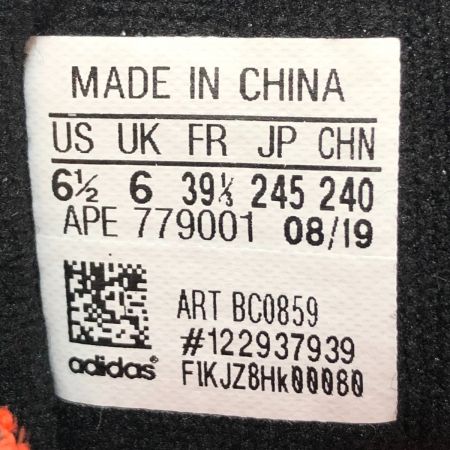 MADE IN CHINA
US UK FR JP CHN
6½ 6 39⅓ 245 240
APE 779001 08/19
ART BC0859
#122937939
adidas F1KJZ8Hk00080